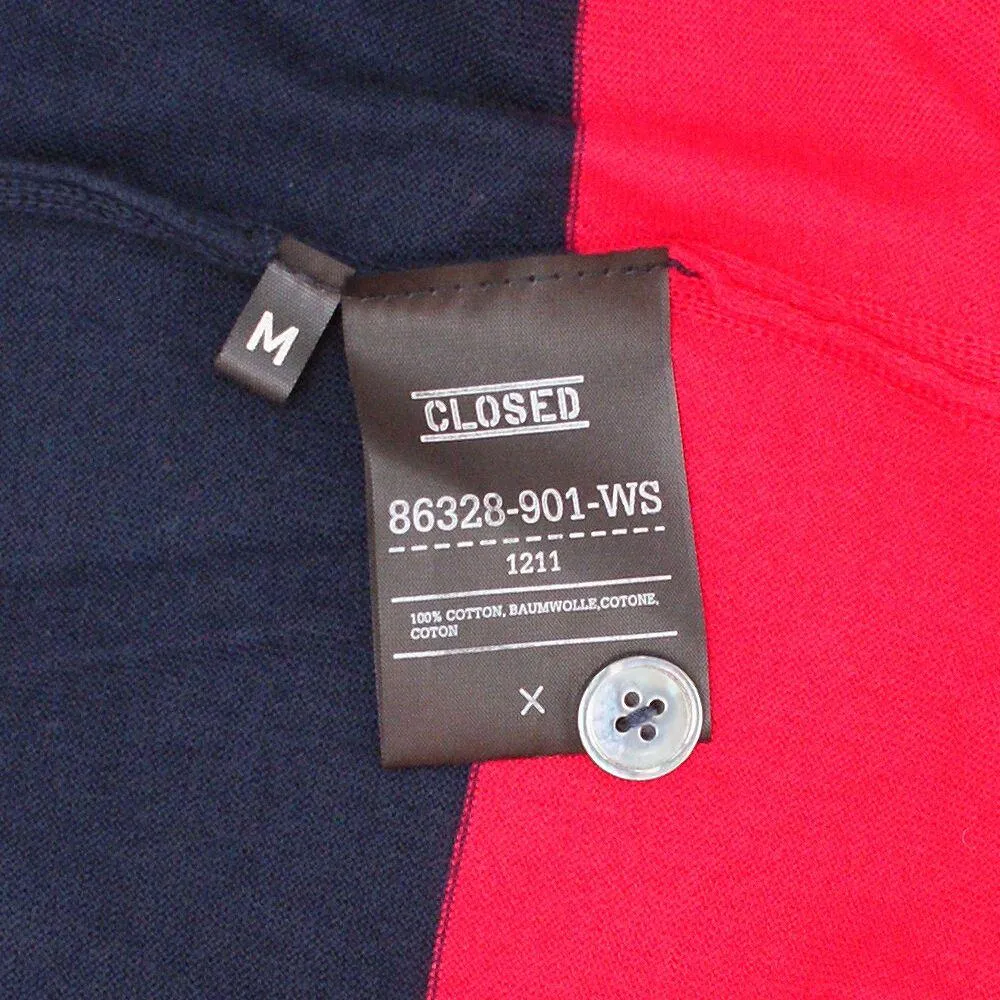 M
CLOSED
86328-901-WS
1211
100% COTTON, BAUMWOLLE,COTONE,
COTON
X